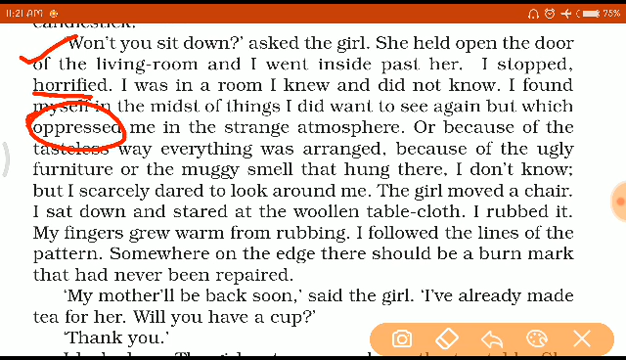 11:21 AM
75%
candlestick.
'Won't you sit down?' asked the girl. She held open the door
of the living-room and I went inside past her. I stopped,
horrified. I was in a room I knew and did not know. I found
myself in the midst of things I did want to see again but which
oppressed me in the strange atmosphere. Or because of the
tasteless way everything was arranged, because of the ugly
furniture or the muggy smell that hung there, I don't know;
but I scarcely dared to look around me. The girl moved a chair.
I sat down and stared at the woollen table-cloth. I rubbed it.
My fingers grew warm from rubbing. I followed the lines of the
pattern. Somewhere on the edge there should be a burn mark
that had never been repaired.
'My mother'll be back soon,' said the girl. 'I've already made
tea for her. Will you have a cup?'
'Thank you.'